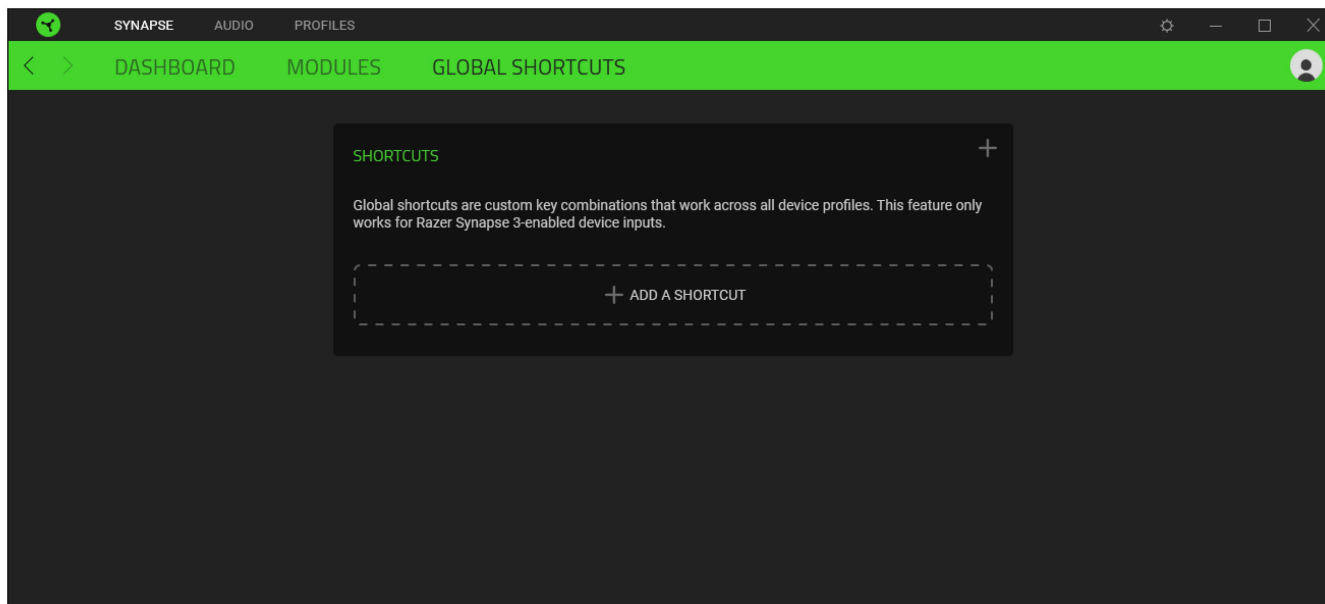 SYNAPSE AUDIO PROFILES
DASHBOARD MODULES GLOBAL SHORTCUTS
SHORTCUTS
Global shortcuts are custom key combinations that work across all device profiles. This feature only
works for Razer Synapse 3-enabled device inputs.
ADD A SHORTCUT